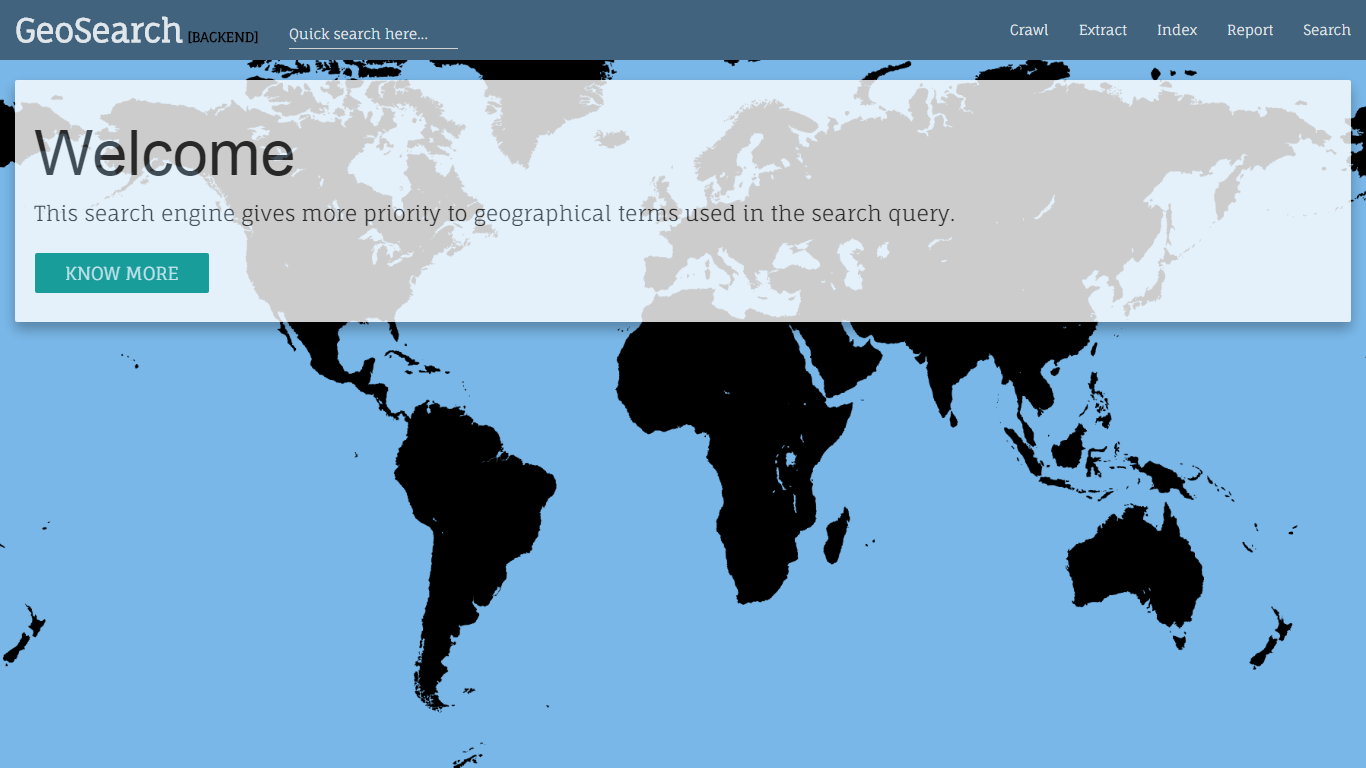 GeoSearch [BACKEND] Quick search here... Crawl Extract Index Report Search
Welcome
This search engine gives more priority to geographical terms used in the search query.
KNOW MORE